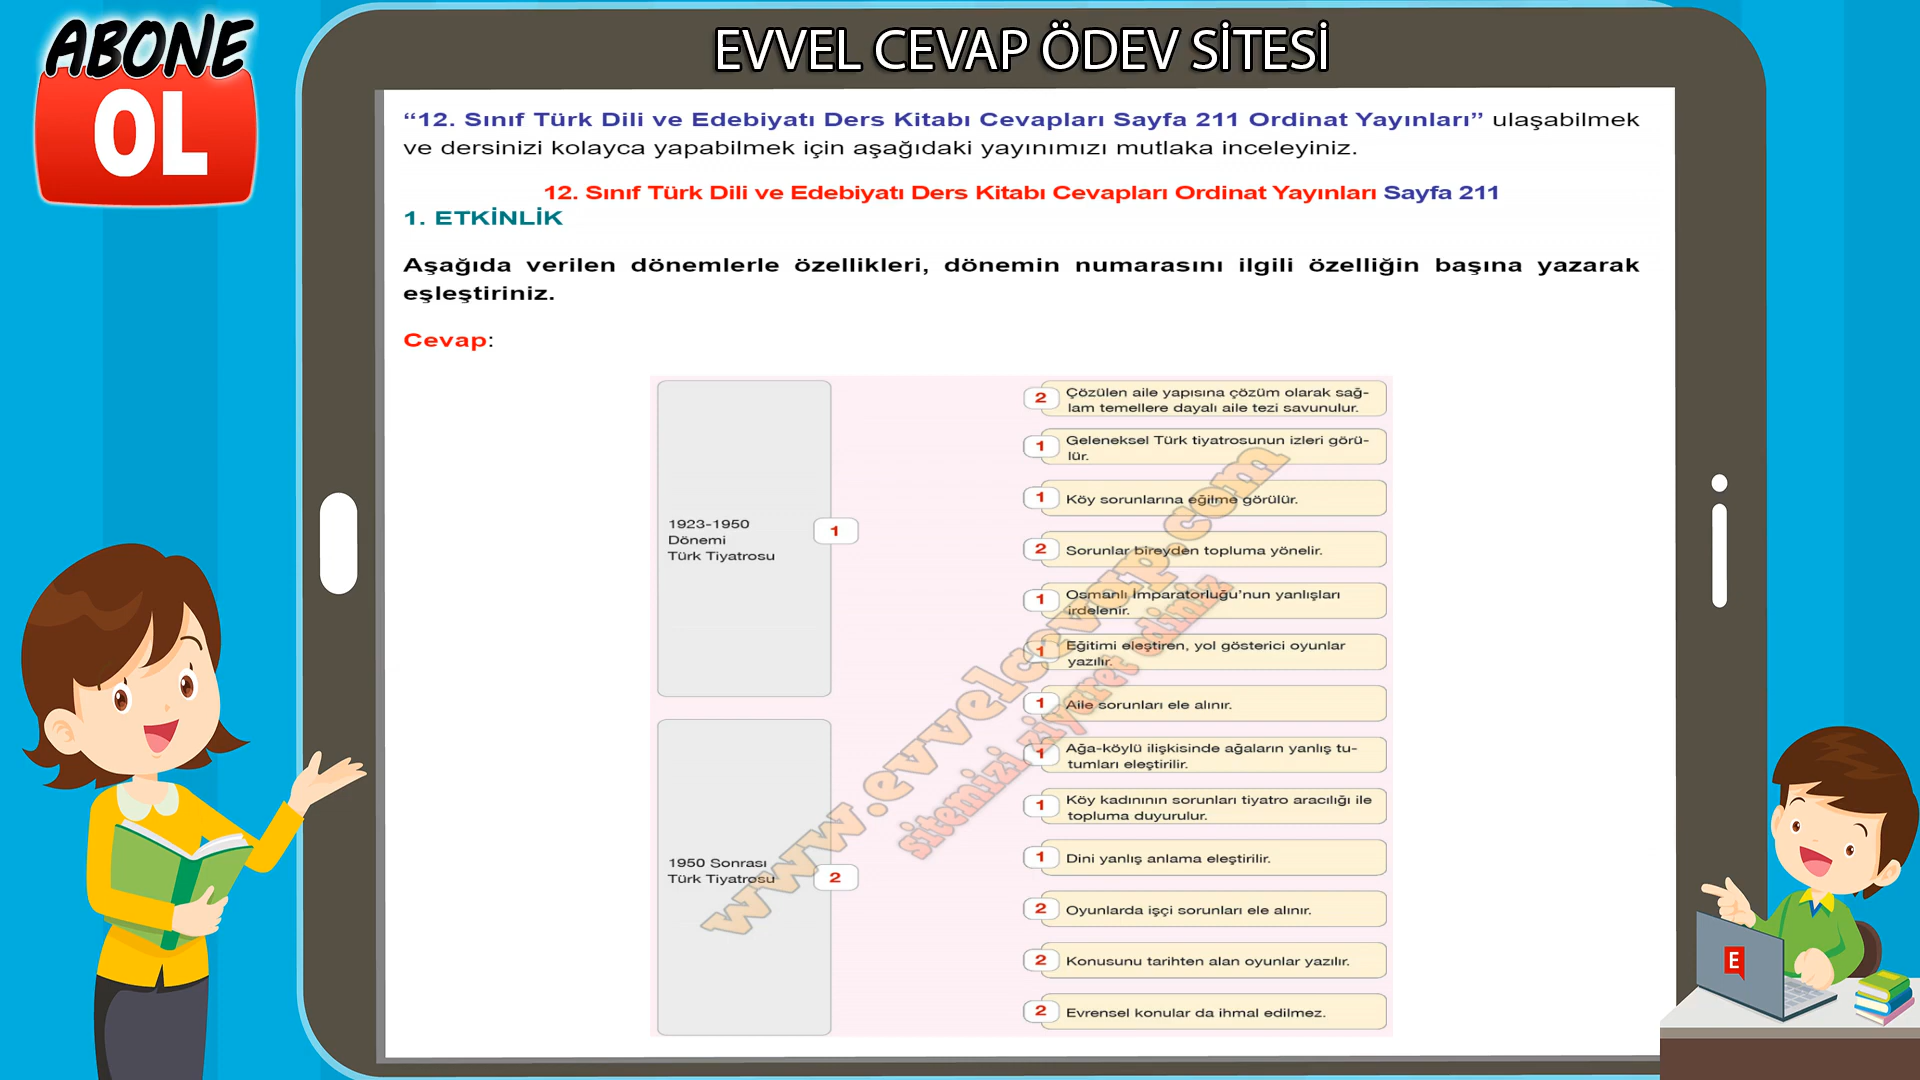 ABONE
OL
EVVEL CEVAP ÖDEV SİTESİ
“12. Sınıf Türk Dili ve Edebiyatı Ders Kitabı Cevapları Sayfa 211 Ordinat Yayınları” ulaşabilmek
ve dersinizi kolayca yapabilmek için aşağıdaki yayınımızı mutlaka inceleyiniz.
12. Sınıf Türk Dili ve Edebiyatı Ders Kitabı Cevapları Ordinat Yayınları Sayfa 211
1. ETKİNLİK
Aşağıda verilen dönemlerle özellikleri, dönemin numarasını ilgili özelliğin başına yazarak
eşleştiriniz.
Cevap:
1923-1950
Dönemi
Türk Tiyatrosu
1
1950 Sonrası
Türk Tiyatrosu
2
2 Çözülen aile yapısına çözüm olarak sağ-
lam temellere dayalı aile tezi savunulur.
1 Geleneksel Türk tiyatrosunun izleri görü-
lür.
1 Köy sorunlarına eğilme görülür.
2 Sorunlar bireyden topluma yönelir.
1 Osmanlı İmparatorluğu’nun yanlışları
irdelenir.
1 Eğitimi eleştiren, yol gösterici oyunlar
yazılır.
1 Aile sorunları ele alınır.
1 Ağa-köylü ilişkisinde ağaların yanlış tu-
tumları eleştirilir.
1 Köy kadınının sorunları tiyatro aracılığı ile
topluma duyurulur.
1 Dini yanlış anlama eleştirilir.
2 Oyunlarda işçi sorunları ele alınır.
2 Konusunu tarihten alan oyunlar yazılır.
2 Evrensel konular da ihmal edilmez.
www.evvelcevap.com
sitemizi ziyaret ediniz
E